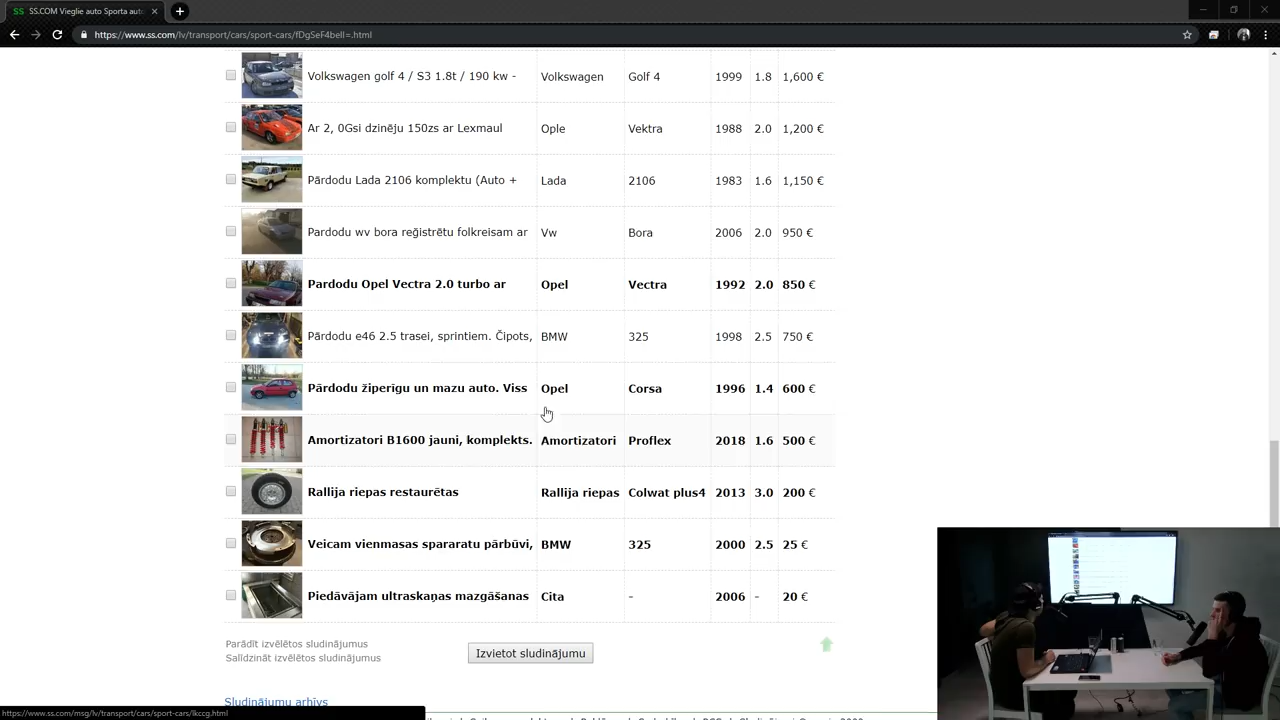 SS.COM Vieglie auto Sporta auto
https://www.ss.com/lv/transport/cars/sport-cars/fDgSeF4bell=.html
Volkswagen golf 4 / S3 1.8t / 190 kw - Volkswagen Golf 4 1999 1.8 1,600 €
Ar 2, 0Gsi dzinēju 150zs ar Lexmaul Ople Vektra 1988 2.0 1,200 €
Pārdodu Lada 2106 komplektu (Auto + Lada 2106 1983 1.6 1,150 €
Pardodu wv bora reģistrētu folkreisam ar Vw Bora 2006 2.0 950 €
Pardodu Opel Vectra 2.0 turbo ar Opel Vectra 1992 2.0 850 €
Pārdodu e46 2.5 trasei, sprintiem. Čipots, BMW 325 1998 2.5 750 €
Pārdodu žiperīgu un mazu auto. Viss Opel Corsa 1996 1.4 600 €
Amortizatori B1600 jauni, komplekts. Amortizatori Proflex 2018 1.6 500 €
Rallija riepas restaurētas Rallija riepas Colwat plus4 2013 3.0 200 €
Veicam vienmasas spararatu pārbūvi, BMW 325 2000 2.5 25 €
Piedāvājam ultraskaņas mazgāšanas Cita - 2006 - 20 €
Parādīt izvēlētos sludinājumus
Salīdzināt izvēlētos sludinājumus
Izvietot sludinājumu
Sludinājumu arhīvs
https://www.ss.com/msg/lv/transport/cars/sport-cars/lkccg.html